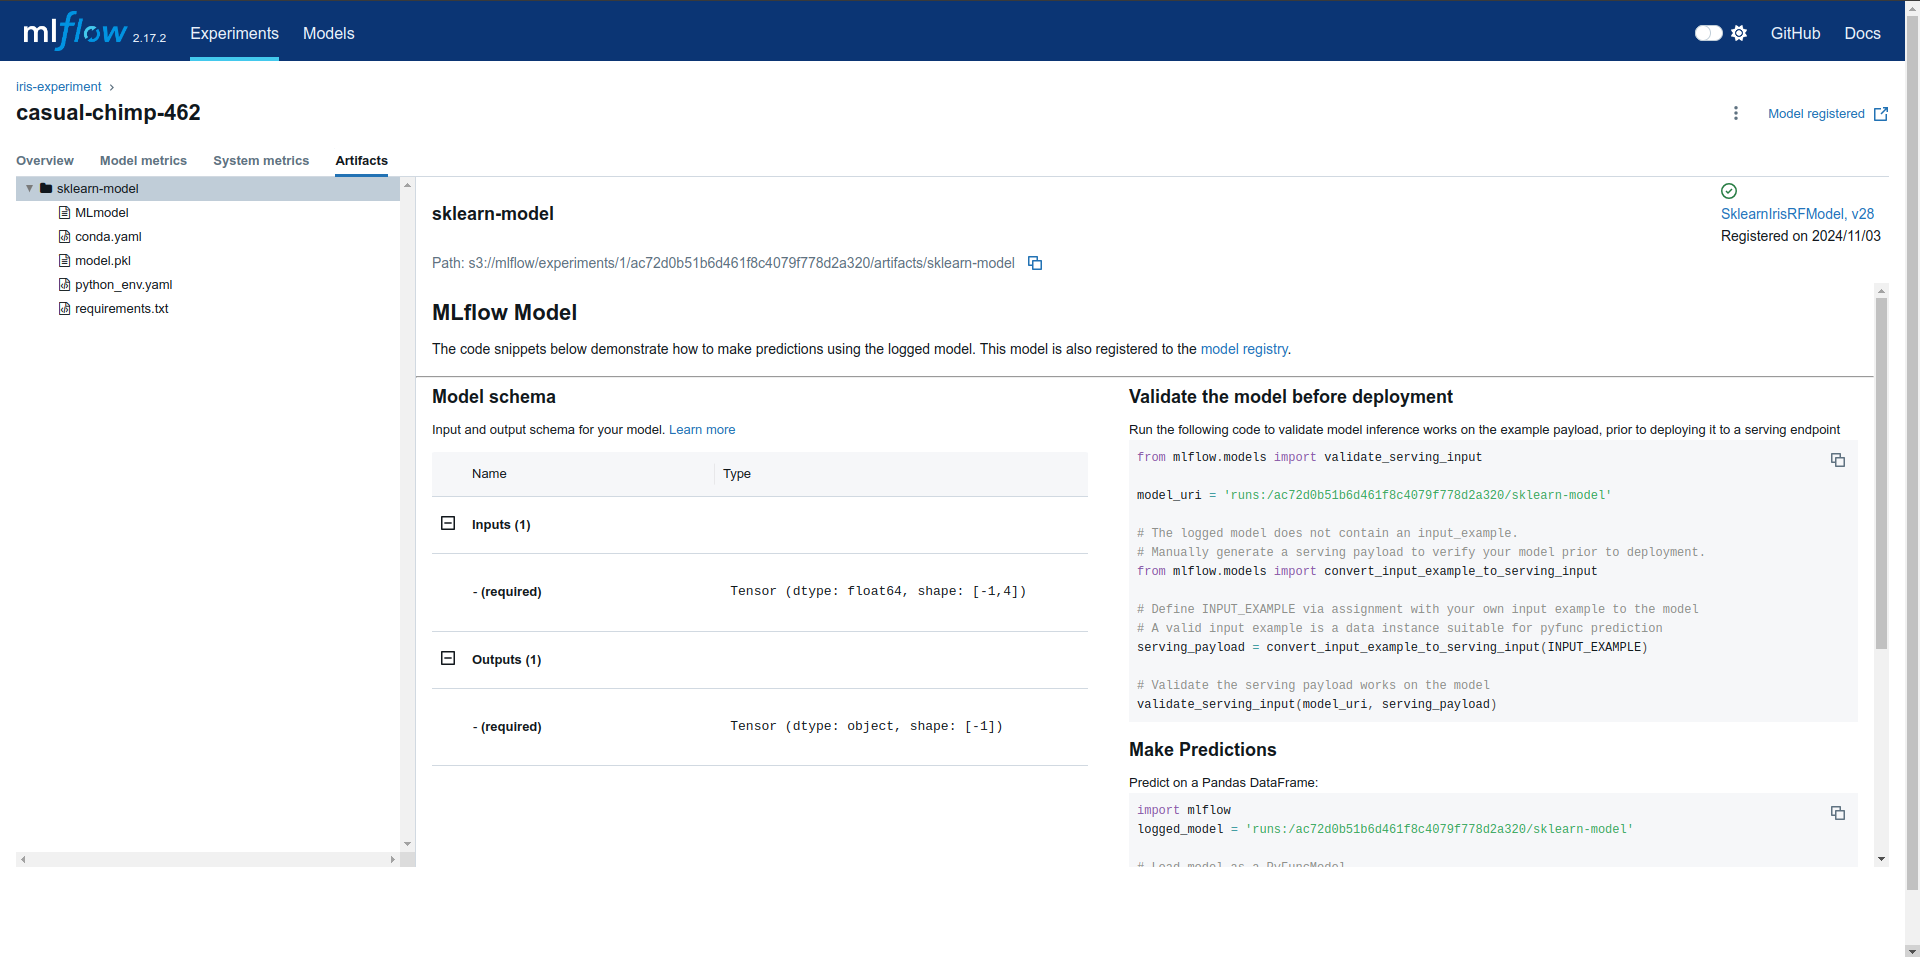 mlflow 2.17.2 Experiments Models GitHub Docs
iris-experiment ›
casual-chimp-462
Model registered
Overview Model metrics System metrics Artifacts
sklearn-model
MLmodel
conda.yaml
model.pkl
python_env.yaml
requirements.txt
sklearn-model
SklearnIrisRFModel, v28
Registered on 2024/11/03
Path: s3://mlflow/experiments/1/ac72d0b51b6d461f8c4079f778d2a320/artifacts/sklearn-model
MLflow Model
The code snippets below demonstrate how to make predictions using the logged model. This model is also registered to the model registry.
Model schema
Input and output schema for your model. Learn more
Name Type
Inputs (1)
- (required) Tensor (dtype: float64, shape: [-1,4])
Outputs (1)
- (required) Tensor (dtype: object, shape: [-1])
Validate the model before deployment
Run the following code to validate model inference works on the example payload, prior to deploying it to a serving endpoint
from mlflow.models import validate_serving_input
model_uri = 'runs:/ac72d0b51b6d461f8c4079f778d2a320/sklearn-model'
# The logged model does not contain an input_example.
# Manually generate a serving payload to verify your model prior to deployment.
from mlflow.models import convert_input_example_to_serving_input
# Define INPUT_EXAMPLE via assignment with your own input example to the model
# A valid input example is a data instance suitable for pyfunc prediction
serving_payload = convert_input_example_to_serving_input(INPUT_EXAMPLE)
# Validate the serving payload works on the model
validate_serving_input(model_uri, serving_payload)
Make Predictions
Predict on a Pandas DataFrame:
import mlflow
logged_model = 'runs:/ac72d0b51b6d461f8c4079f778d2a320/sklearn-model'
# Load model as a PyFuncModel